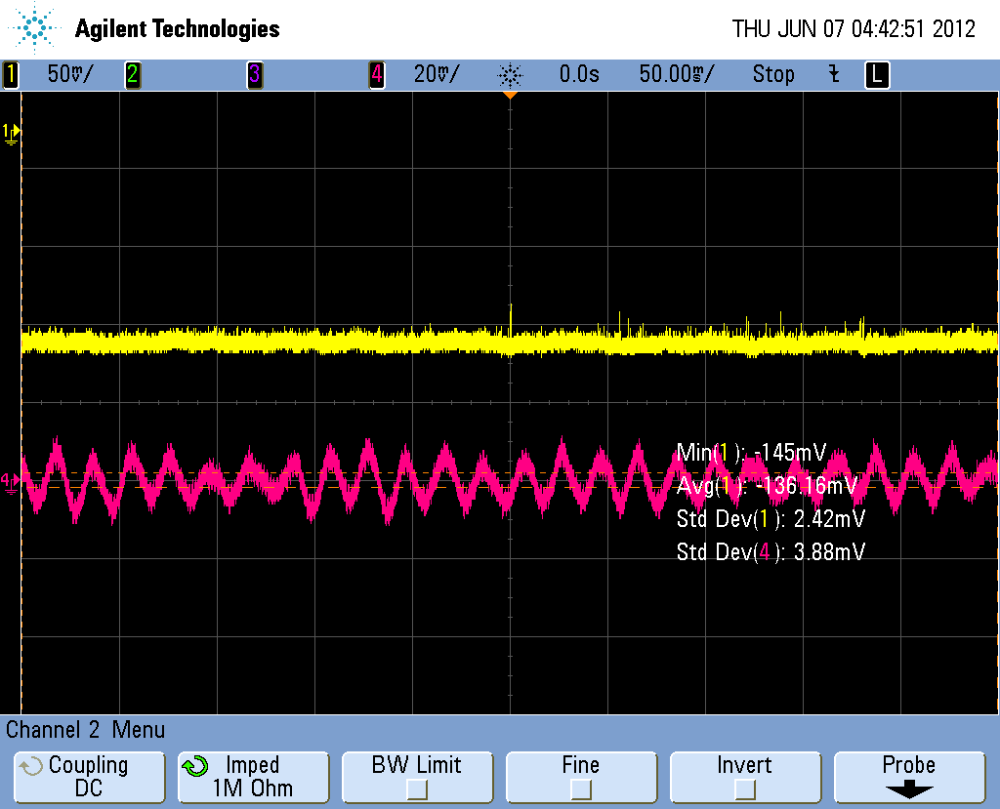 Agilent Technologies
THU JUN 07 04:42:51 2012
1 50mV/ 2 3 4 20mV/ 0.0s 50.00ms/ Stop L
1
4
Min(1): -145mV
Avg(1): -136.16mV
Std Dev(1): 2.42mV
Std Dev(4): 3.88mV
Channel 2 Menu
Coupling
DC
Imped
1M Ohm
BW Limit
Fine
Invert
Probe